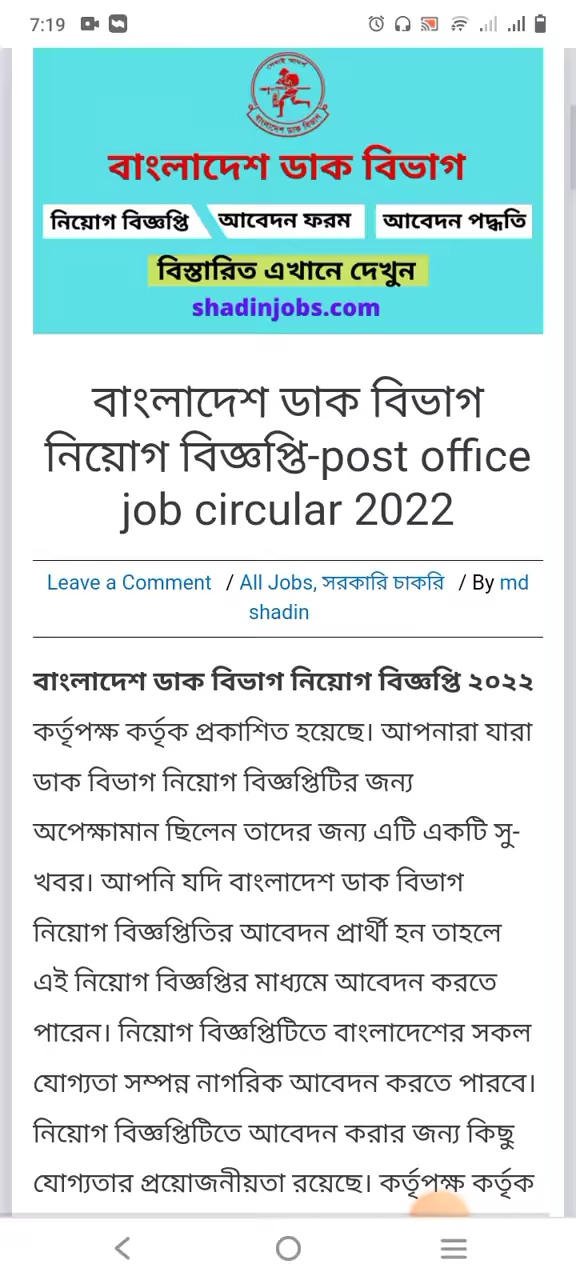 7:19
সেবাই আদর্শ
বাংলাদেশ ডাক বিভাগ
বাংলাদেশ ডাক বিভাগ
নিয়োগ বিজ্ঞপ্তি আবেদন ফরম আবেদন পদ্ধতি
বিস্তারিত এখানে দেখুন
shadinjobs.com
বাংলাদেশ ডাক বিভাগ
নিয়োগ বিজ্ঞপ্তি-post office
job circular 2022
Leave a Comment / All Jobs, সরকারি চাকরি / By md
shadin
বাংলাদেশ ডাক বিভাগ নিয়োগ বিজ্ঞপ্তি ২০২২
কর্তৃপক্ষ কর্তৃক প্রকাশিত হয়েছে। আপনারা যারা
ডাক বিভাগ নিয়োগ বিজ্ঞপ্তিটির জন্য
অপেক্ষামান ছিলেন তাদের জন্য এটি একটি সু-
খবর। আপনি যদি বাংলাদেশ ডাক বিভাগ
নিয়োগ বিজ্ঞপ্তিতির আবেদন প্রার্থী হন তাহলে
এই নিয়োগ বিজ্ঞপ্তির মাধ্যমে আবেদন করতে
পারেন। নিয়োগ বিজ্ঞপ্তিটিতে বাংলাদেশের সকল
যোগ্যতা সম্পন্ন নাগরিক আবেদন করতে পারবে।
নিয়োগ বিজ্ঞপ্তিটিতে আবেদন করার জন্য কিছু
যোগ্যতার প্রয়োজনীয়তা রয়েছে। কর্তৃপক্ষ কর্তৃক